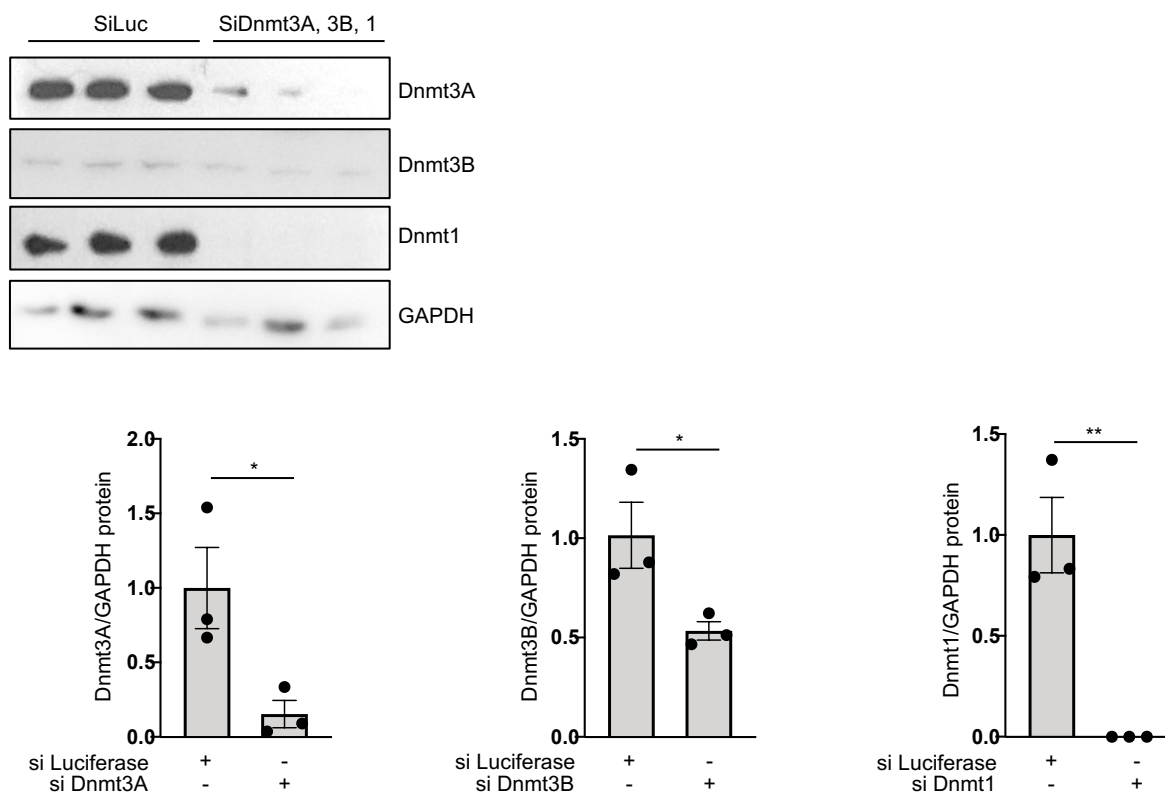 SiLuc SiDnmt3A, 3B, 1
Dnmt3A
Dnmt3B
Dnmt1
GAPDH
Dnmt3A/GAPDH protein
2.0
1.5
1.0
0.5
0.0
*
si Luciferase + -
si Dnmt3A - +
Dnmt3B/GAPDH protein
1.5
1.0
0.5
0.0
*
si Luciferase + -
si Dnmt3B - +
Dnmt1/GAPDH protein
1.5
1.0
0.5
0.0
**
si Luciferase + -
si Dnmt1 - +